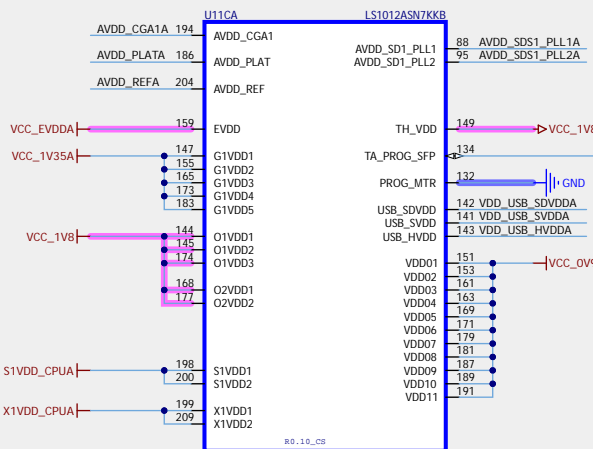 U11CA LS1012ASN7KKB
AVDD_CGA1A 194 AVDD_CGA1
AVDD_SD1_PLL1 88 AVDD_SDS1_PLL1A
AVDD_PLATA 186 AVDD_PLAT AVDD_SD1_PLL2 95 AVDD_SDS1_PLL2A
AVDD_REFA 204 AVDD_REF
VCC_EVDDA 159 EVDD TH_VDD 149 VCC_1V8
VCC_1V35A 147 G1VDD1 TA_PROG_SFP 134
155 G1VDD2
165 G1VDD3 PROG_MTR 132 GND
173 G1VDD4
183 G1VDD5 USB_SDVDD 142 VDD_USB_SDVDDA
USB_SVDD 141 VDD_USB_SVDDA
VCC_1V8 144 O1VDD1 USB_HVDD 143 VDD_USB_HVDDA
145 O1VDD2
174 O1VDD3 VDD01 151 VCC_0V9
VDD02 153
168 O2VDD1 VDD03 161
177 O2VDD2 VDD04 163
VDD05 169
VDD06 171
VDD07 179
VDD08 181
S1VDD_CPUA 198 S1VDD1 VDD09 187
200 S1VDD2 VDD10 189
VDD11 191
X1VDD_CPUA 199 X1VDD1
209 X1VDD2
R0.10_CS